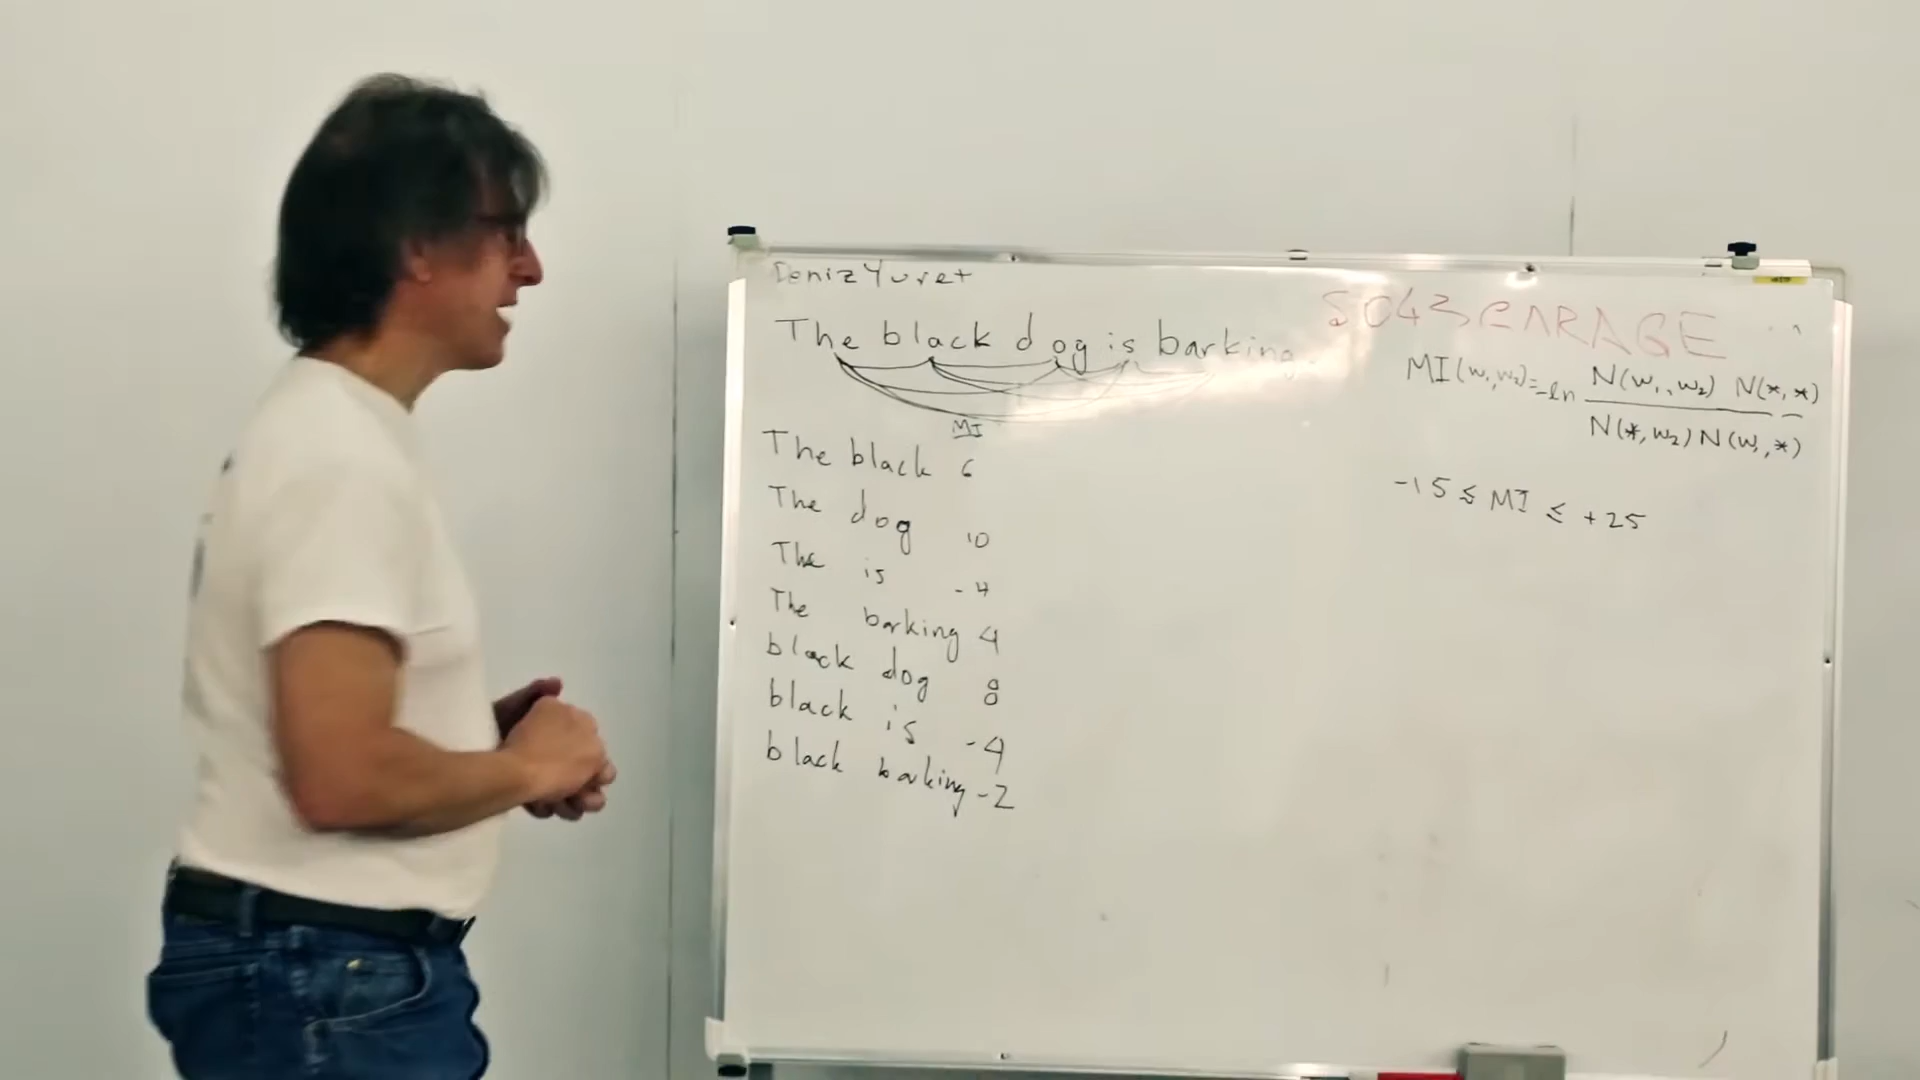 Deniz Yuret
The black dog is barking.
MI
The black 6
The dog 10
The is -4
The barking 4
black dog 8
black is -4
black barking -2
MI(w₁,w₂)=-ln N(w₁,w₂) N(*,*)
N(*,w₂) N(w₁,*)
-15 ≤ MI ≤ +25